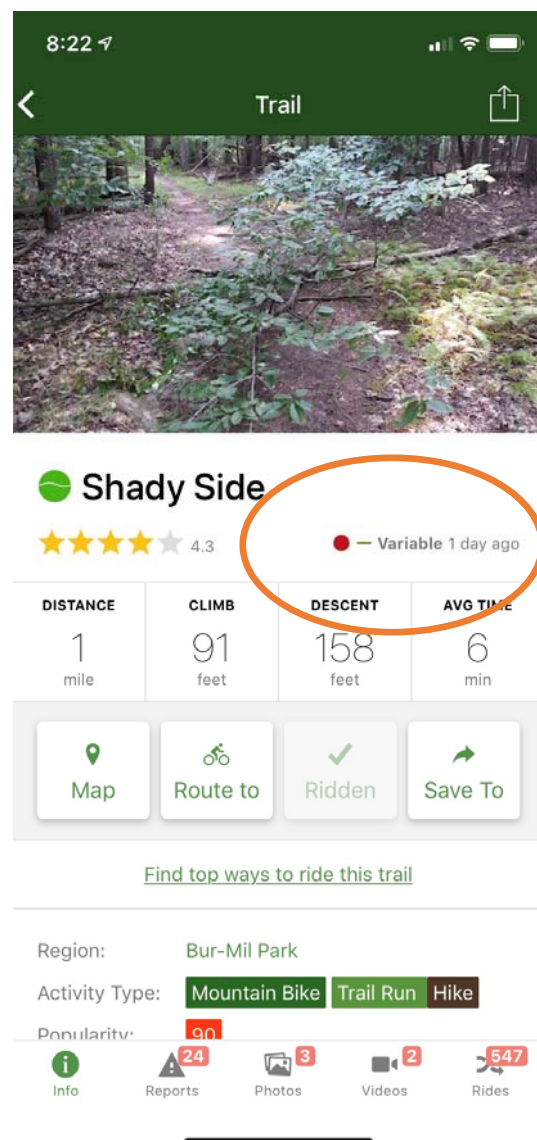 8:22
Trail
Shady Side
4.3
Variable 1 day ago
DISTANCE CLIMB DESCENT AVG TIME
1 91 158 6
mile feet feet min
Map Route to Ridden Save To
Find top ways to ride this trail
Region: Bur-Mil Park
Activity Type: Mountain Bike Trail Run Hike
Popularity: 90
24 3 2 547
Info Reports Photos Videos Rides